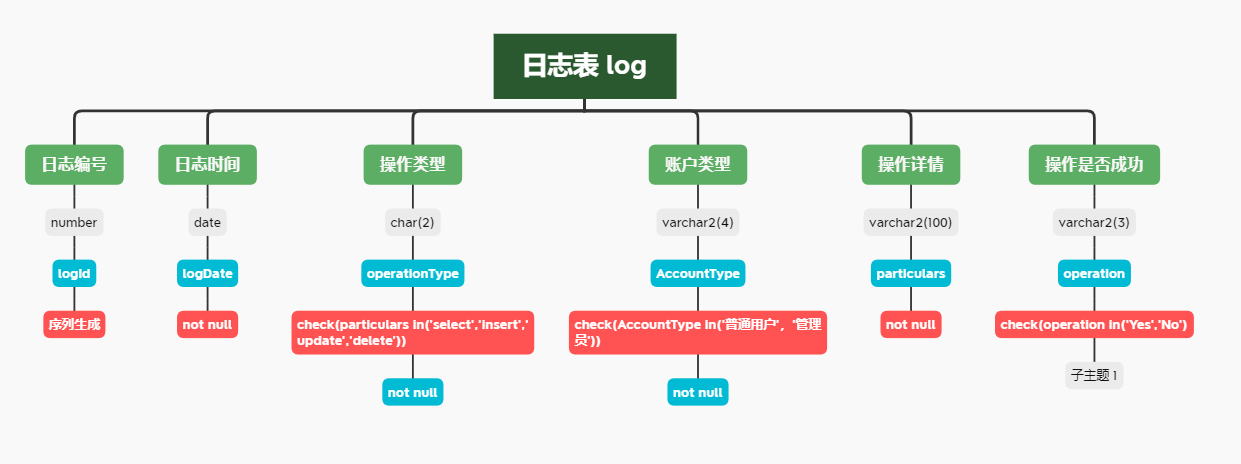 日志表 log
日志编号
日志时间
操作类型
账户类型
操作详情
操作是否成功
number
date
char(2)
varchar2(4)
varchar2(100)
varchar2(3)
logId
logDate
operationType
AccountType
particulars
operation
序列生成
not null
check(particulars in('select','insert','
update','delete'))
check(AccountType in('普通用户'，'管理
员'))
not null
check(operation in('Yes','No')
子主题 1
not null
not null